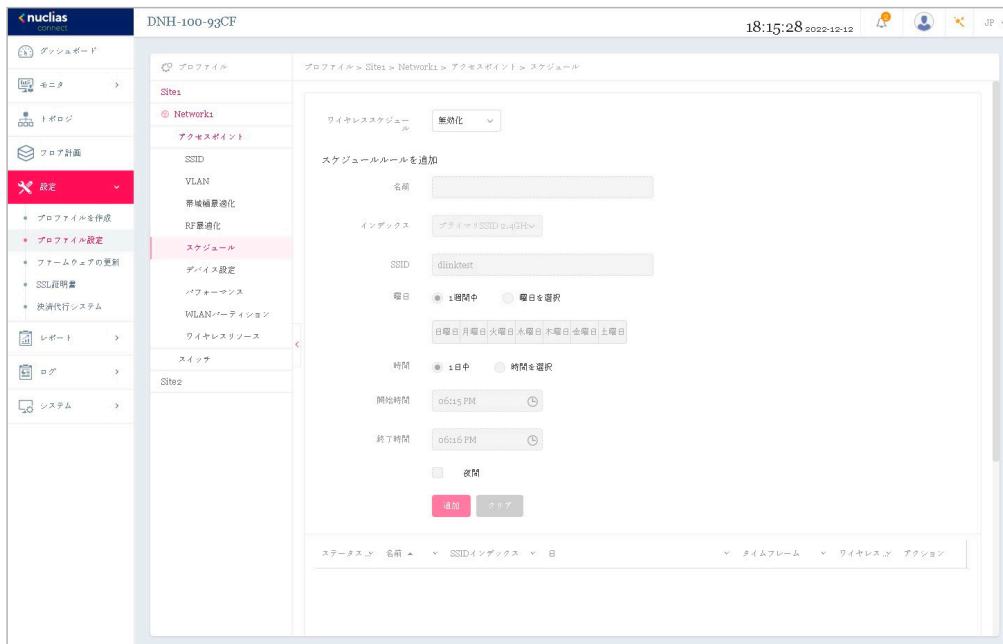 nuclias
connect
DNH-100-93CF
18:15:28 2022-12-12
2
JP
ダッシュボード
モニタ
トポロジ
フロア計画
設定
プロファイルを作成
プロファイル設定
ファームウェアの更新
SSL証明書
決済代行システム
レポート
ログ
システム
プロファイル
Site1
Network1
アクセスポイント
SSID
VLAN
帯域幅最適化
RF最適化
スケジュール
デバイス設定
パフォーマンス
WLANパーティション
ワイヤレスリソース
スイッチ
Site2
プロファイル > Site1 > Network1 > アクセスポイント > スケジュール
ワイヤレススケジュー
ル
無効化
スケジュールルールを追加
名前
インデックス
プライマリSSID 2.4GH
SSID
dlinktest
曜日
1週間中 曜日を選択
日曜日 月曜日 火曜日 水曜日 木曜日 金曜日 土曜日
時間
1日中 時間を選択
開始時間
06:15 PM
終了時間
06:16 PM
夜間
追加 クリア
ステータス... 名前 SSIDインデックス 日 タイムフレーム ワイヤレス... アクション